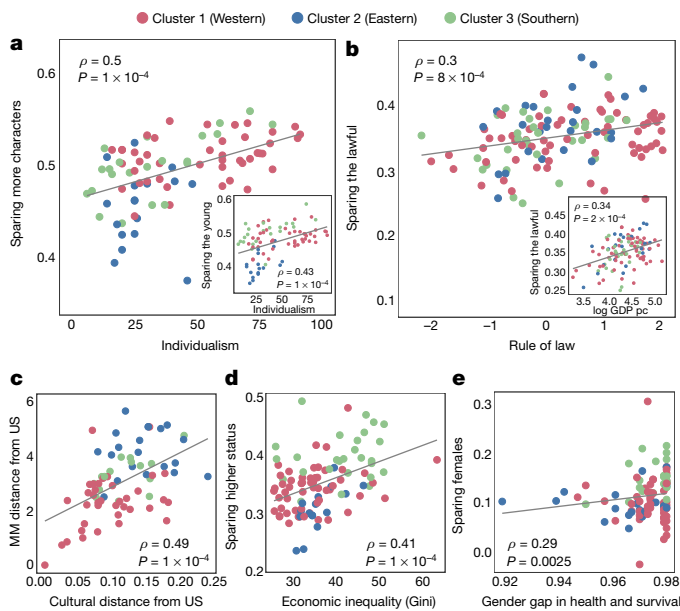 Cluster 1 (Western) Cluster 2 (Eastern) Cluster 3 (Southern)
a
ρ = 0.5
P = 1 × 10⁻⁴
Sparing more characters
0.6
0.5
0.4
0 25 50 75 100
Individualism
Sparing the young
0.6
0.5
0.4
ρ = 0.43
P = 1 × 10⁻⁴
25 50 75
Individualism
b
ρ = 0.3
P = 8 × 10⁻⁴
Sparing the lawful
0.4
0.3
0.2
0.1
−2 −1 0 1 2
Rule of law
Sparing the lawful
ρ = 0.34
P = 2 × 10⁻⁴
0.45
0.40
0.35
0.30
0.25
3.5 4.0 4.5 5.0
log GDP pc
c
MM distance from US
6
4
2
0
ρ = 0.49
P = 1 × 10⁻⁴
0.00 0.05 0.10 0.15 0.20 0.25
Cultural distance from US
d
Sparing higher status
0.5
0.4
0.3
0.2
ρ = 0.41
P = 1 × 10⁻⁴
30 40 50 60
Economic inequality (Gini)
e
Sparing females
0.3
0.2
0.1
0.0
ρ = 0.29
P = 0.0025
0.92 0.94 0.96 0.98
Gender gap in health and survival